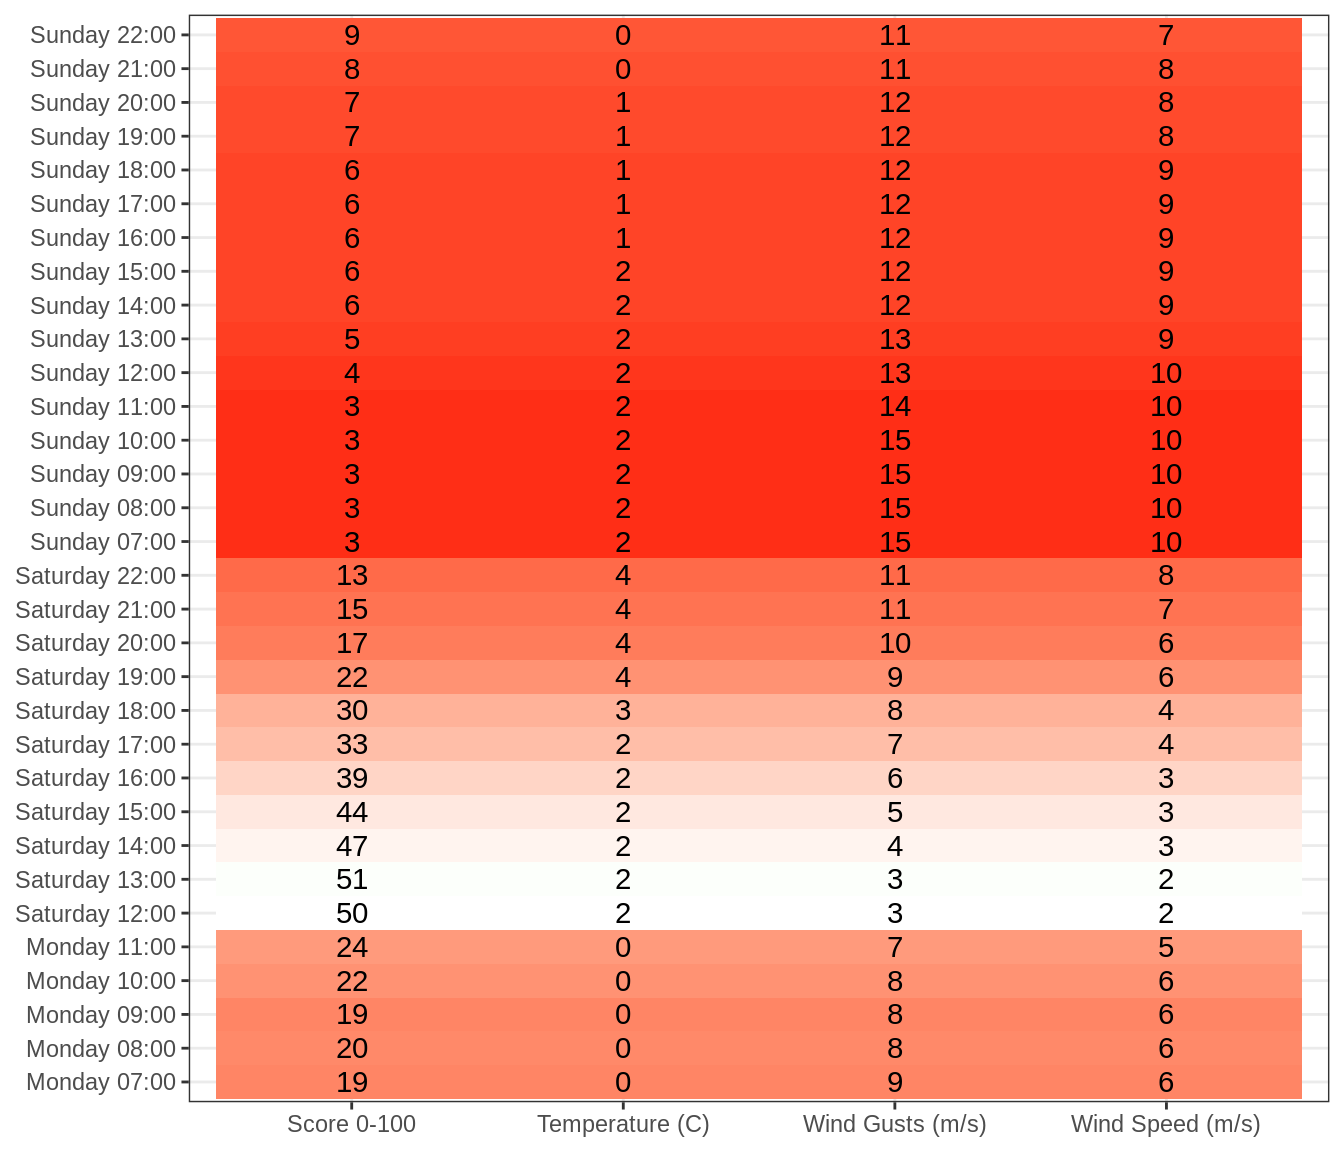 Sunday 22:00 9 0 11 7
Sunday 21:00 8 0 11 8
Sunday 20:00 7 1 12 8
Sunday 19:00 7 1 12 8
Sunday 18:00 6 1 12 9
Sunday 17:00 6 1 12 9
Sunday 16:00 6 1 12 9
Sunday 15:00 6 2 12 9
Sunday 14:00 6 2 12 9
Sunday 13:00 5 2 13 9
Sunday 12:00 4 2 13 10
Sunday 11:00 3 2 14 10
Sunday 10:00 3 2 15 10
Sunday 09:00 3 2 15 10
Sunday 08:00 3 2 15 10
Sunday 07:00 3 2 15 10
Saturday 22:00 13 4 11 8
Saturday 21:00 15 4 11 7
Saturday 20:00 17 4 10 6
Saturday 19:00 22 4 9 6
Saturday 18:00 30 3 8 4
Saturday 17:00 33 2 7 4
Saturday 16:00 39 2 6 3
Saturday 15:00 44 2 5 3
Saturday 14:00 47 2 4 3
Saturday 13:00 51 2 3 2
Saturday 12:00 50 2 3 2
Monday 11:00 24 0 7 5
Monday 10:00 22 0 8 6
Monday 09:00 19 0 8 6
Monday 08:00 20 0 8 6
Monday 07:00 19 0 9 6
Score 0-100 Temperature (C) Wind Gusts (m/s) Wind Speed (m/s)